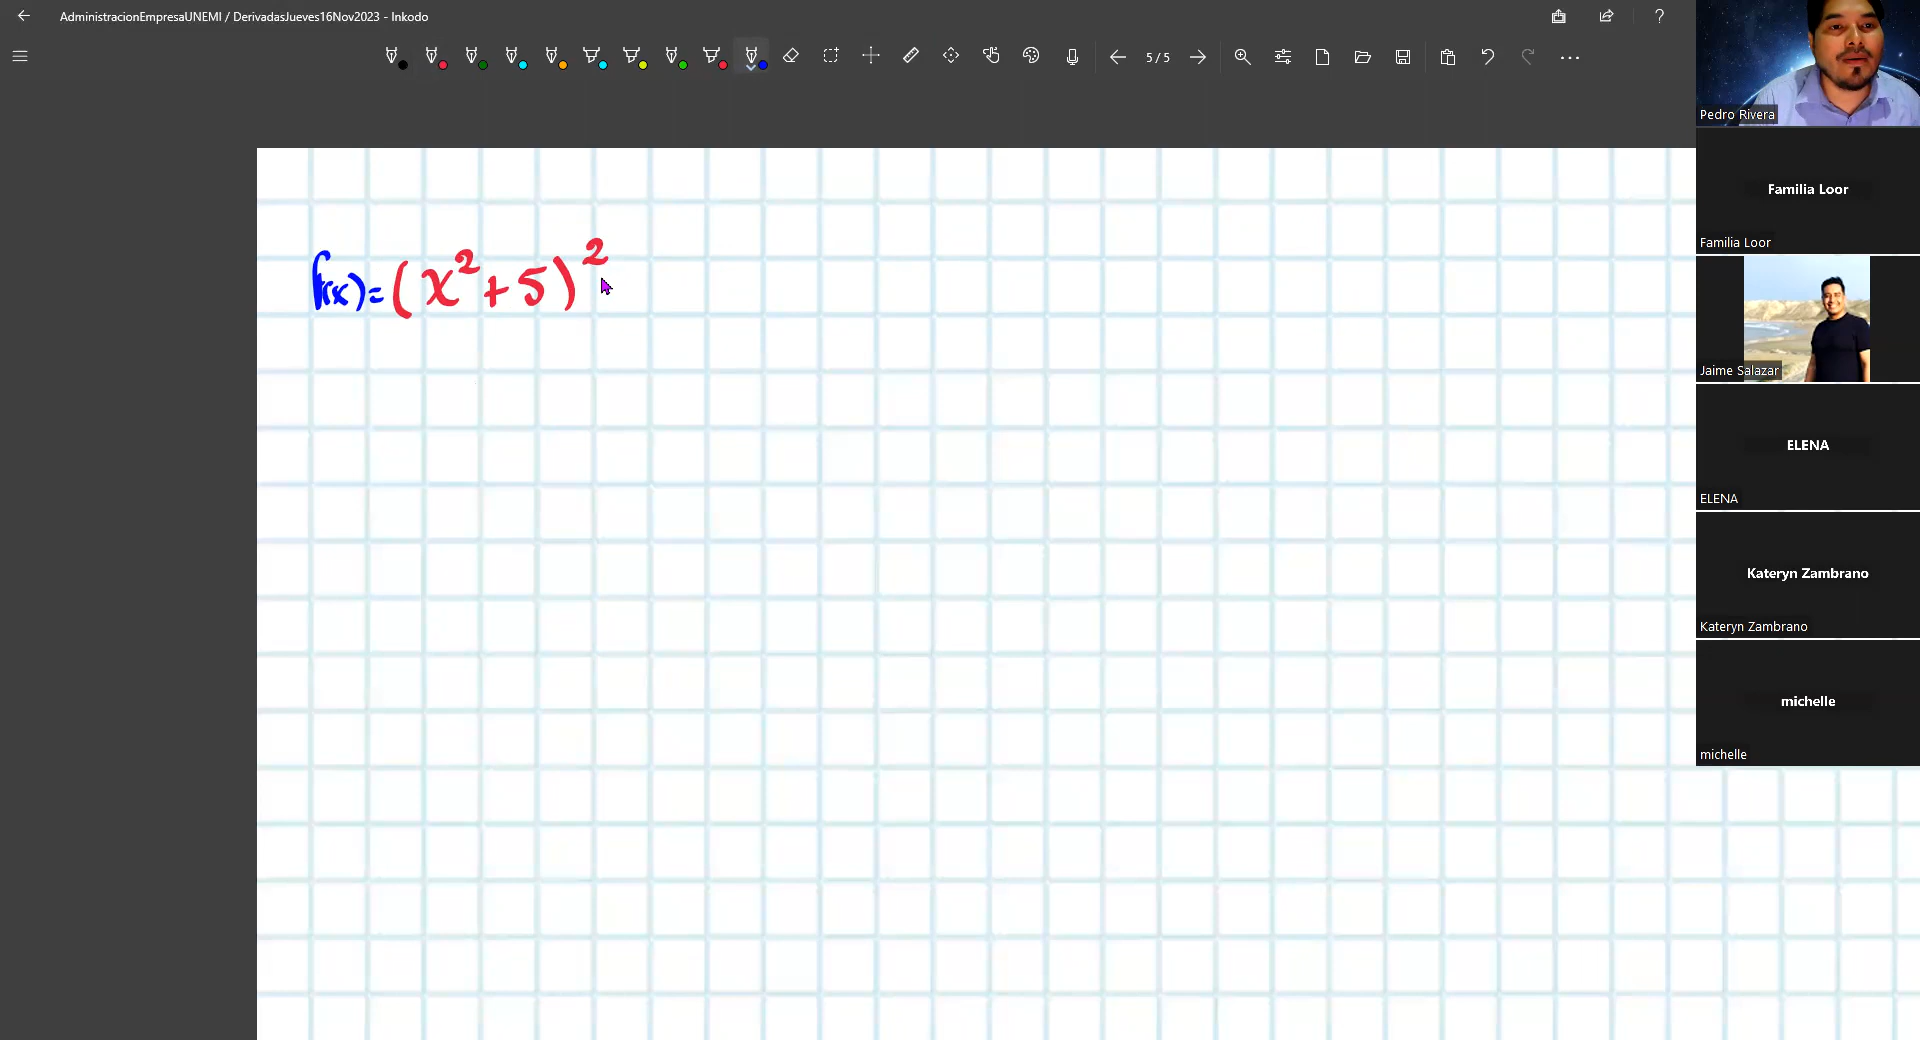 AdministracionEmpresaUNEMI / DerivadasJueves16Nov2023 - Inkodo
5 / 5
f(x)=(x²+5)²
Pedro Rivera
Familia Loor
Familia Loor
Jaime Salazar
ELENA
ELENA
Kateryn Zambrano
Kateryn Zambrano
michelle
michelle